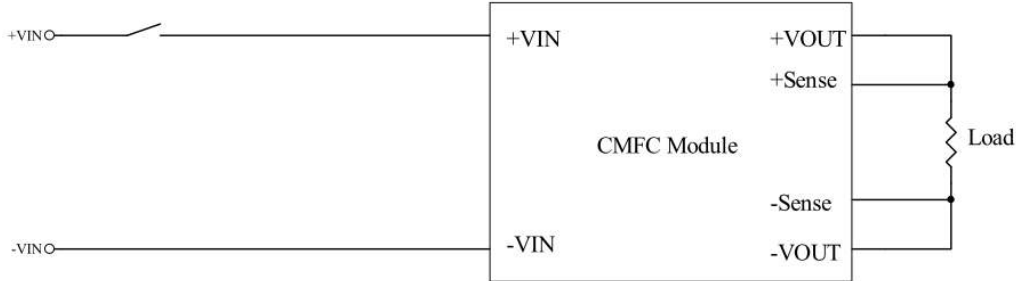 +VIN
+VIN
+VOUT
+Sense
CMFC Module
Load
-Sense
-VIN
-VIN
-VOUT